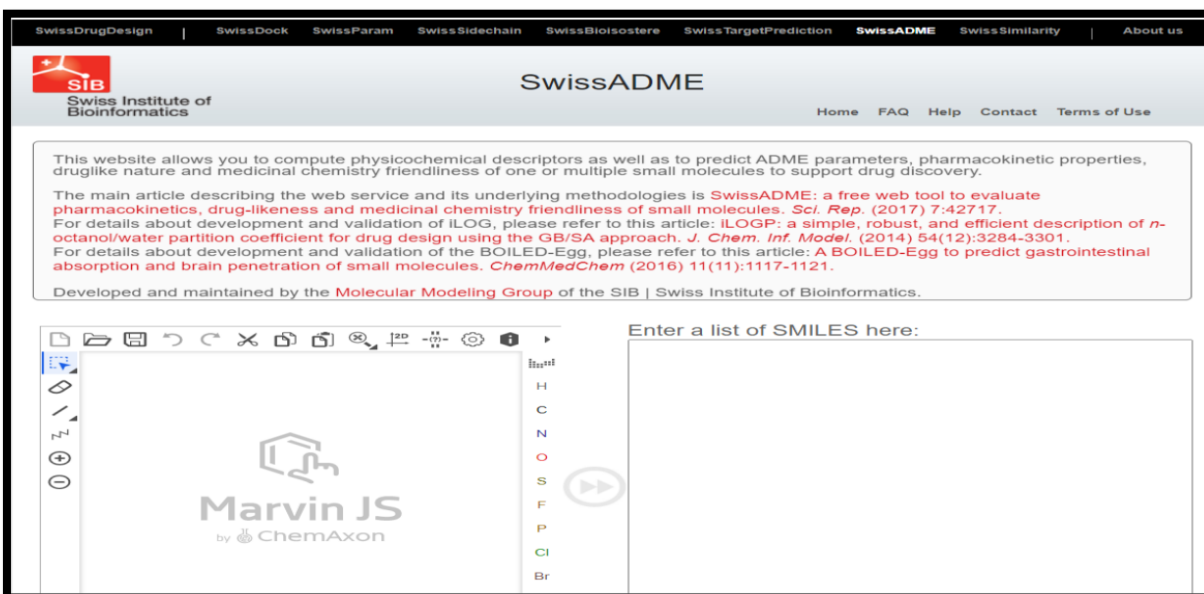 SwissDrugDesign | SwissDock SwissParam SwissSidechain SwissBioisostere SwissTargetPrediction SwissADME SwissSimilarity | About us
SIB
Swiss Institute of
Bioinformatics
SwissADME
Home FAQ Help Contact Terms of Use
This website allows you to compute physicochemical descriptors as well as to predict ADME parameters, pharmacokinetic properties,
druglike nature and medicinal chemistry friendliness of one or multiple small molecules to support drug discovery.
The main article describing the web service and its underlying methodologies is SwissADME: a free web tool to evaluate
pharmacokinetics, drug-likeness and medicinal chemistry friendliness of small molecules. Sci. Rep. (2017) 7:42717.
For details about development and validation of iLOG, please refer to this article: iLOGP: a simple, robust, and efficient description of n-
octanol/water partition coefficient for drug design using the GB/SA approach. J. Chem. Inf. Model. (2014) 54(12):3284-3301.
For details about development and validation of the BOILED-Egg, please refer to this article: A BOILED-Egg to predict gastrointestinal
absorption and brain penetration of small molecules. ChemMedChem (2016) 11(11):1117-1121.
Developed and maintained by the Molecular Modeling Group of the SIB | Swiss Institute of Bioinformatics.
2D
H
C
N
O
S
F
P
Cl
Br
Marvin JS
by ChemAxon
Enter a list of SMILES here: